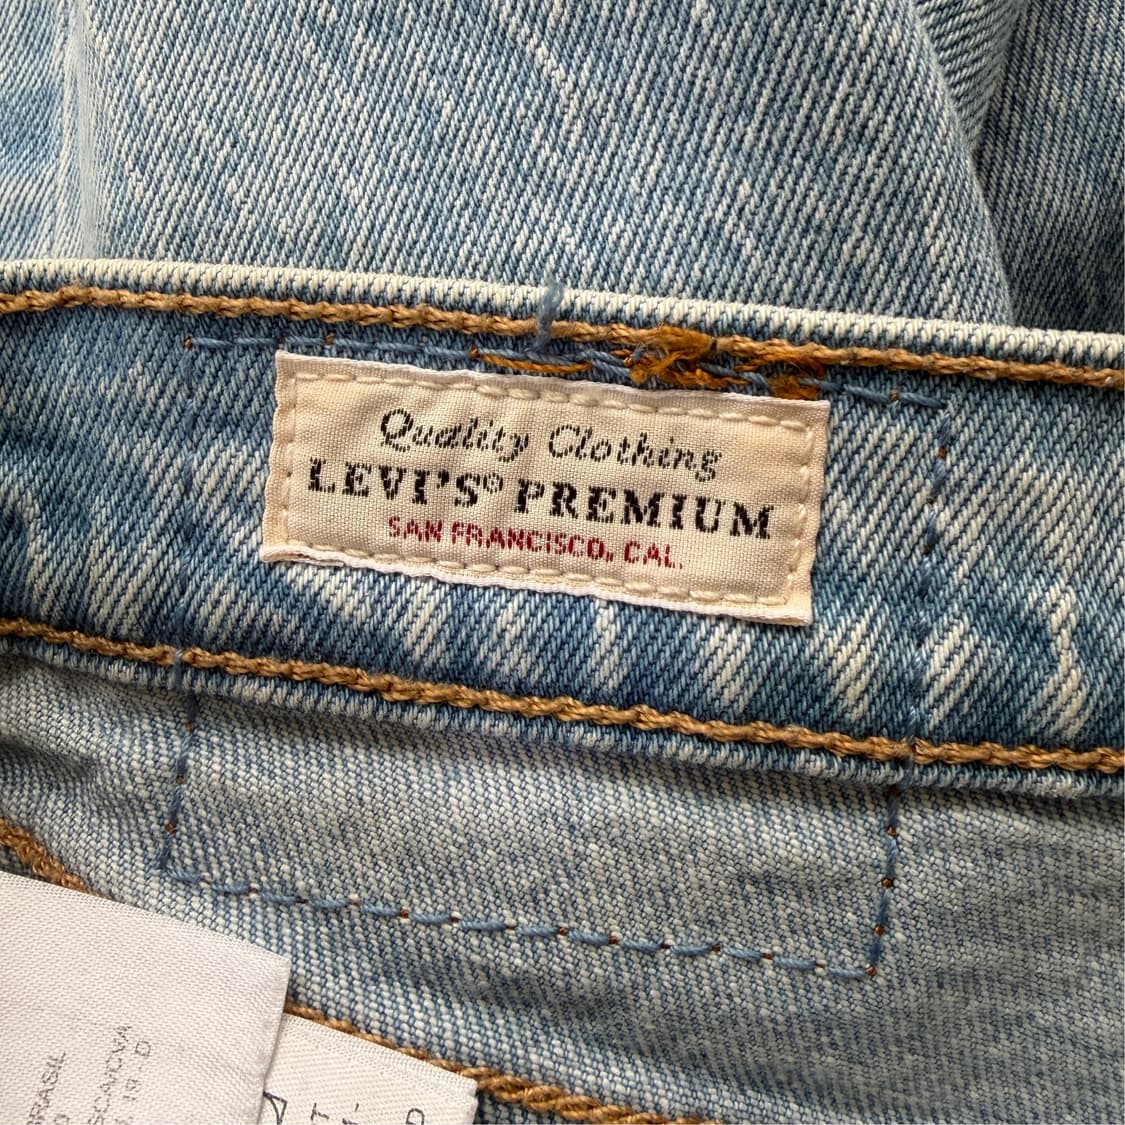 Quality Clothing
LEVI'S® PREMIUM
SAN FRANCISCO, CAL.